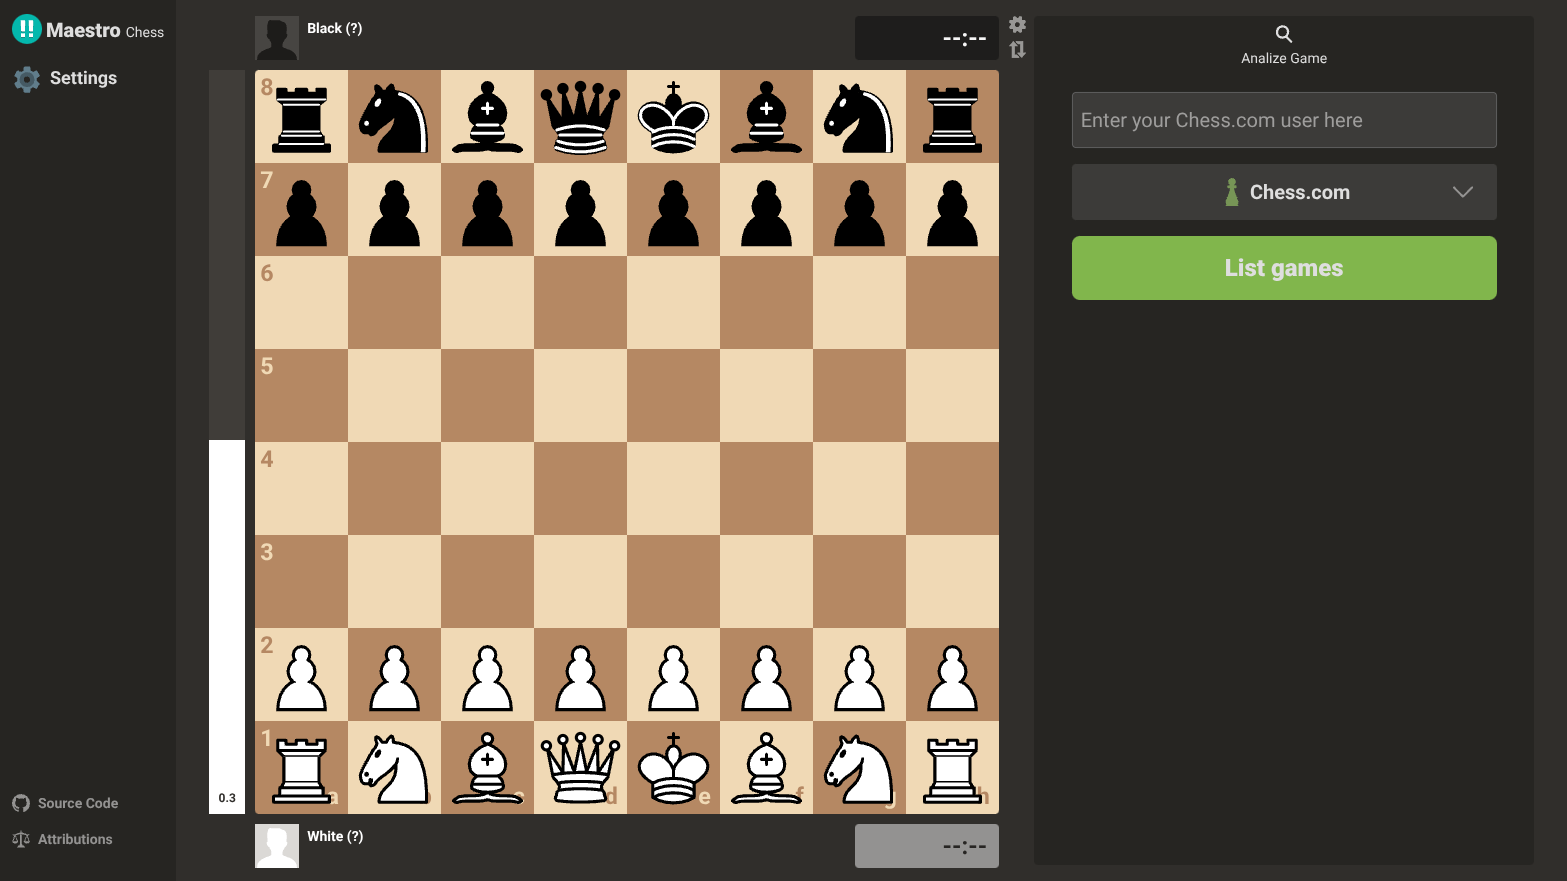 !! Maestro Chess
Settings
Black (?)
--:--
8
7
6
5
4
3
2
1
a
b
c
d
e
f
g
h
0.3
White (?)
--:--
Analize Game
Enter your Chess.com user here
Chess.com
List games
Source Code
Attributions